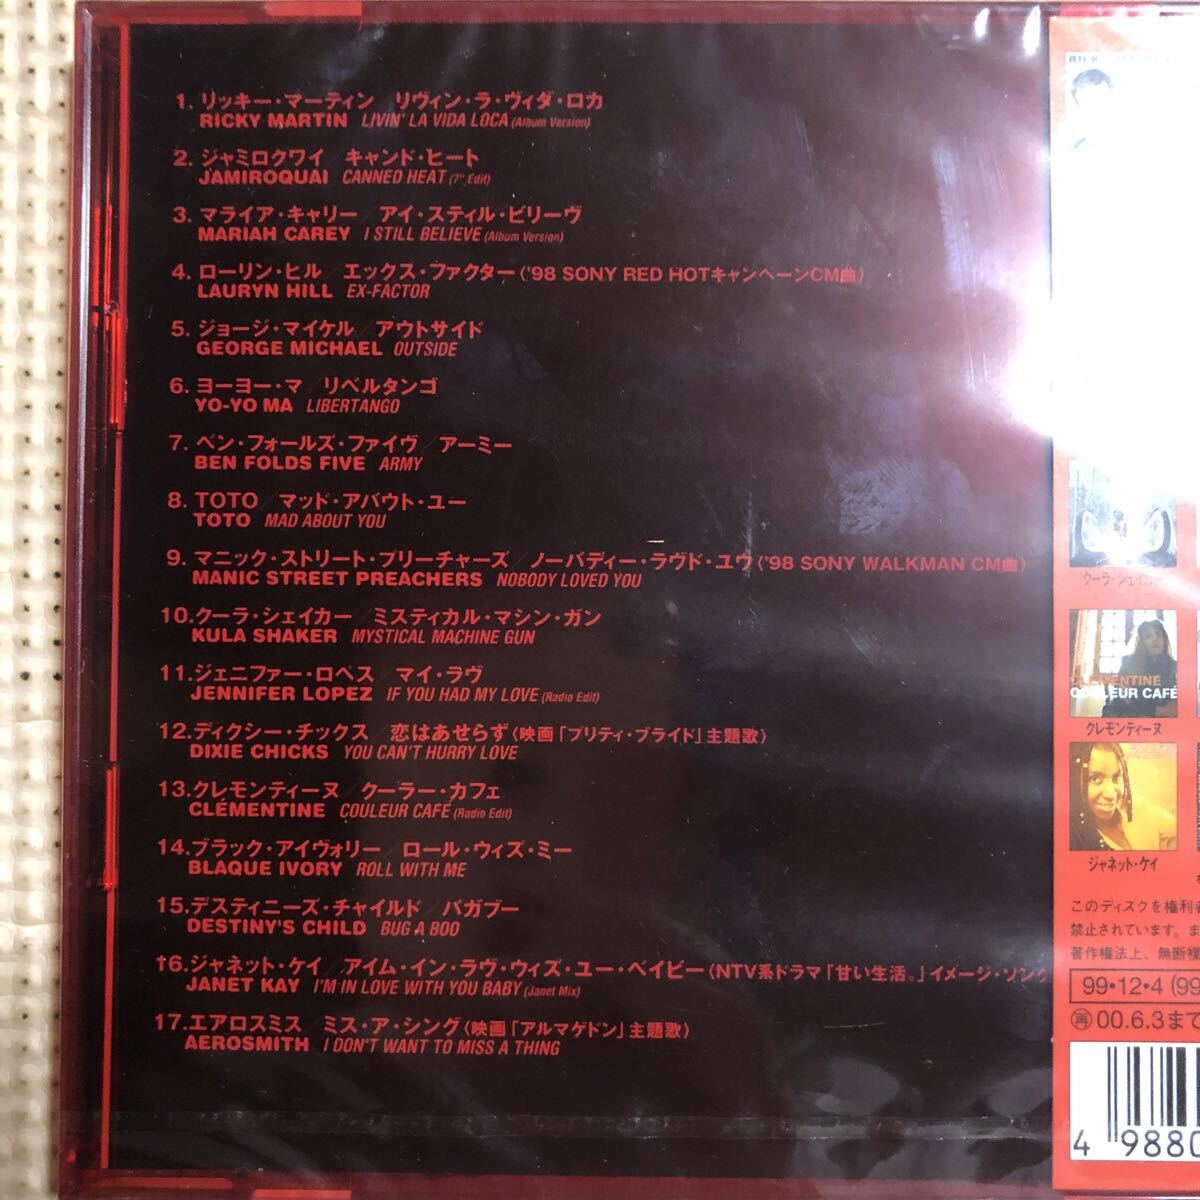 1. リッキー・マーティン／リヴィン・ラ・ヴィダ・ロカ
RICKY MARTIN／LIVIN' LA VIDA LOCA (Album Version)
2. ジャミロクワイ／キャンド・ヒート
JAMIROQUAI／CANNED HEAT (7" Edit)
3. マライア・キャリー／アイ・スティル・ビリーヴ
MARIAH CAREY／I STILL BELIEVE (Album Version)
4. ローリン・ヒル／エックス・ファクター〈'98 SONY RED HOTキャンペーンCM曲〉
LAURYN HILL／EX-FACTOR
5. ジョージ・マイケル／アウトサイド
GEORGE MICHAEL／OUTSIDE
6. ヨーヨー・マ／リベルタンゴ
YO-YO MA／LIBERTANGO
7. ベン・フォールズ・ファイヴ／アーミー
BEN FOLDS FIVE／ARMY
8. TOTO／マッド・アバウト・ユー
TOTO／MAD ABOUT YOU
9. マニック・ストリート・プリーチャーズ／ノーバディー・ラヴド・ユウ〈'98 SONY WALKMAN CM曲〉
MANIC STREET PREACHERS／NOBODY LOVED YOU
10.クーラ・シェイカー／ミスティカル・マシン・ガン
KULA SHAKER／MYSTICAL MACHINE GUN
11.ジェニファー・ロペス／マイ・ラヴ
JENNIFER LOPEZ／IF YOU HAD MY LOVE (Radio Edit)
12.ディクシー・チックス／恋はあせらず〈映画「プリティ・ブライド」主題歌〉
DIXIE CHICKS／YOU CAN'T HURRY LOVE
13.クレモンティーヌ／クーラー・カフェ
CLÉMENTINE／COULEUR CAFÉ (Radio Edit)
14.ブラック・アイヴォリー／ロール・ウィズ・ミー
BLAQUE IVORY／ROLL WITH ME
15.デスティニーズ・チャイルド／バガブー
DESTINY'S CHILD／BUG A BOO
16.ジャネット・ケイ／アイム・イン・ラヴ・ウィズ・ユー・ベイビー〈NTV系ドラマ「甘い生活。」イメージ・ソング
JANET KAY／I'M IN LOVE WITH YOU BABY (Janet Mix)
17.エアロスミス／ミス・ア・シング〈映画「アルマゲドン」主題歌〉
AEROSMITH／I DON'T WANT TO MISS A THING
クーラ・シェイカー
CLÉMENTINE
COULEUR CAFÉ
クレモンティーヌ
ジャネット・ケイ
このディスクを権利者
禁止されています。ま
著作権法上、無断複
99・12・4 (99
再 00.6.3まで
4 9880